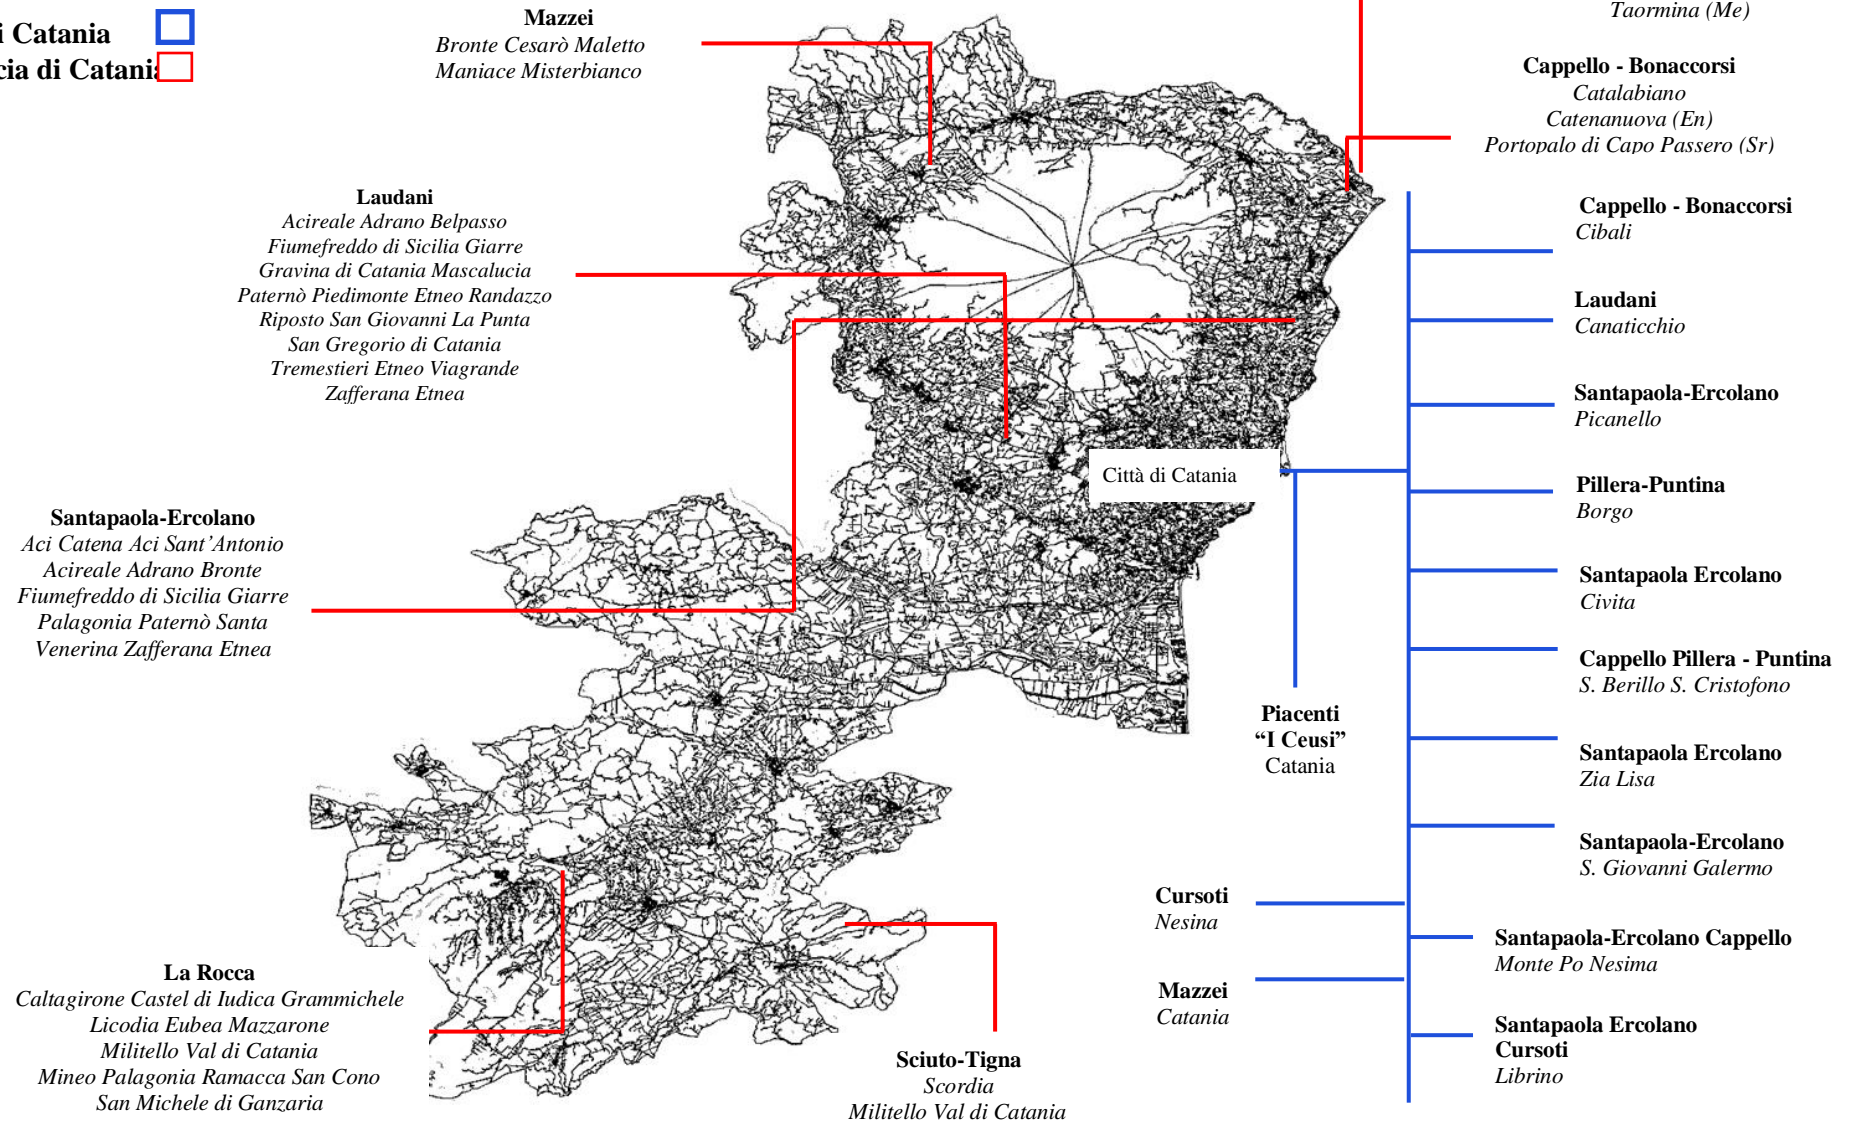 i Catania
cia di Catania
Mazzei
Bronte Cesarò Maletto
Maniace Misterbianco
Taormina (Me)
Cappello - Bonaccorsi
Catalabiano
Catenanuova (En)
Portopalo di Capo Passero (Sr)
Laudani
Acireale Adrano Belpasso
Fiumefreddo di Sicilia Giarre
Gravina di Catania Mascalucia
Paternò Piedimonte Etneo Randazzo
Riposto San Giovanni La Punta
San Gregorio di Catania
Tremestieri Etneo Viagrande
Zafferana Etnea
Cappello - Bonaccorsi
Cibali
Laudani
Canaticchio
Santapaola-Ercolano
Picanello
Città di Catania
Pillera-Puntina
Borgo
Santapaola-Ercolano
Aci Catena Aci Sant'Antonio
Acireale Adrano Bronte
Fiumefreddo di Sicilia Giarre
Palagonia Paternò Santa
Venerina Zafferana Etnea
Santapaola Ercolano
Civita
Cappello Pillera - Puntina
S. Berillo S. Cristofono
Piacenti
“I Ceusi”
Catania
Santapaola Ercolano
Zia Lisa
Santapaola-Ercolano
S. Giovanni Galermo
Cursoti
Nesina
Santapaola-Ercolano Cappello
Monte Po Nesima
Mazzei
Catania
Santapaola Ercolano
Cursoti
Librino
La Rocca
Caltagirone Castel di Iudica Grammichele
Licodia Eubea Mazzarone
Militello Val di Catania
Mineo Palagonia Ramacca San Cono
San Michele di Ganzaria
Sciuto-Tigna
Scordia
Militello Val di Catania